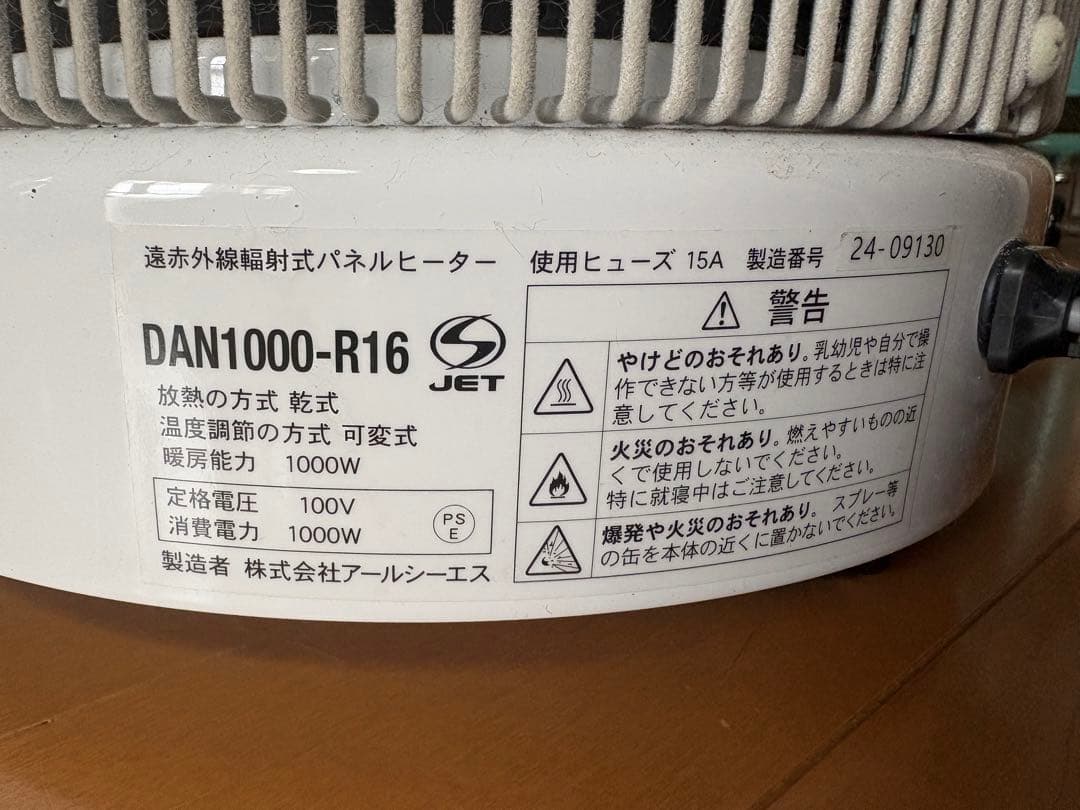 遠赤外線輻射式パネルヒーター
使用ヒューズ 15A 製造番号 24-09130
DAN1000-R16
JET
放熱の方式 乾式
温度調節の方式 可変式
暖房能力 1000W
定格電圧 100V
消費電力 1000W
PS
E
製造者 株式会社アールシーエス
警告
やけどのおそれあり。乳幼児や自分で操
作できない方等が使用するときは特に注
意してください。
火災のおそれあり。燃えやすいものの近
くで使用しないでください。
特に就寝中はご注意してください。
爆発や火災のおそれあり。 スプレー等
の缶を本体の近くに置かないでください。